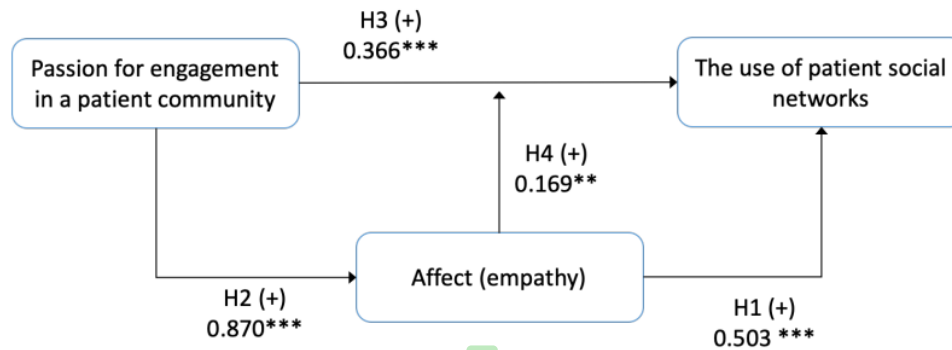 H3 (+)
0.366***
Passion for engagement
in a patient community
The use of patient social
networks
H4 (+)
0.169**
Affect (empathy)
H2 (+)
0.870***
H1 (+)
0.503 ***